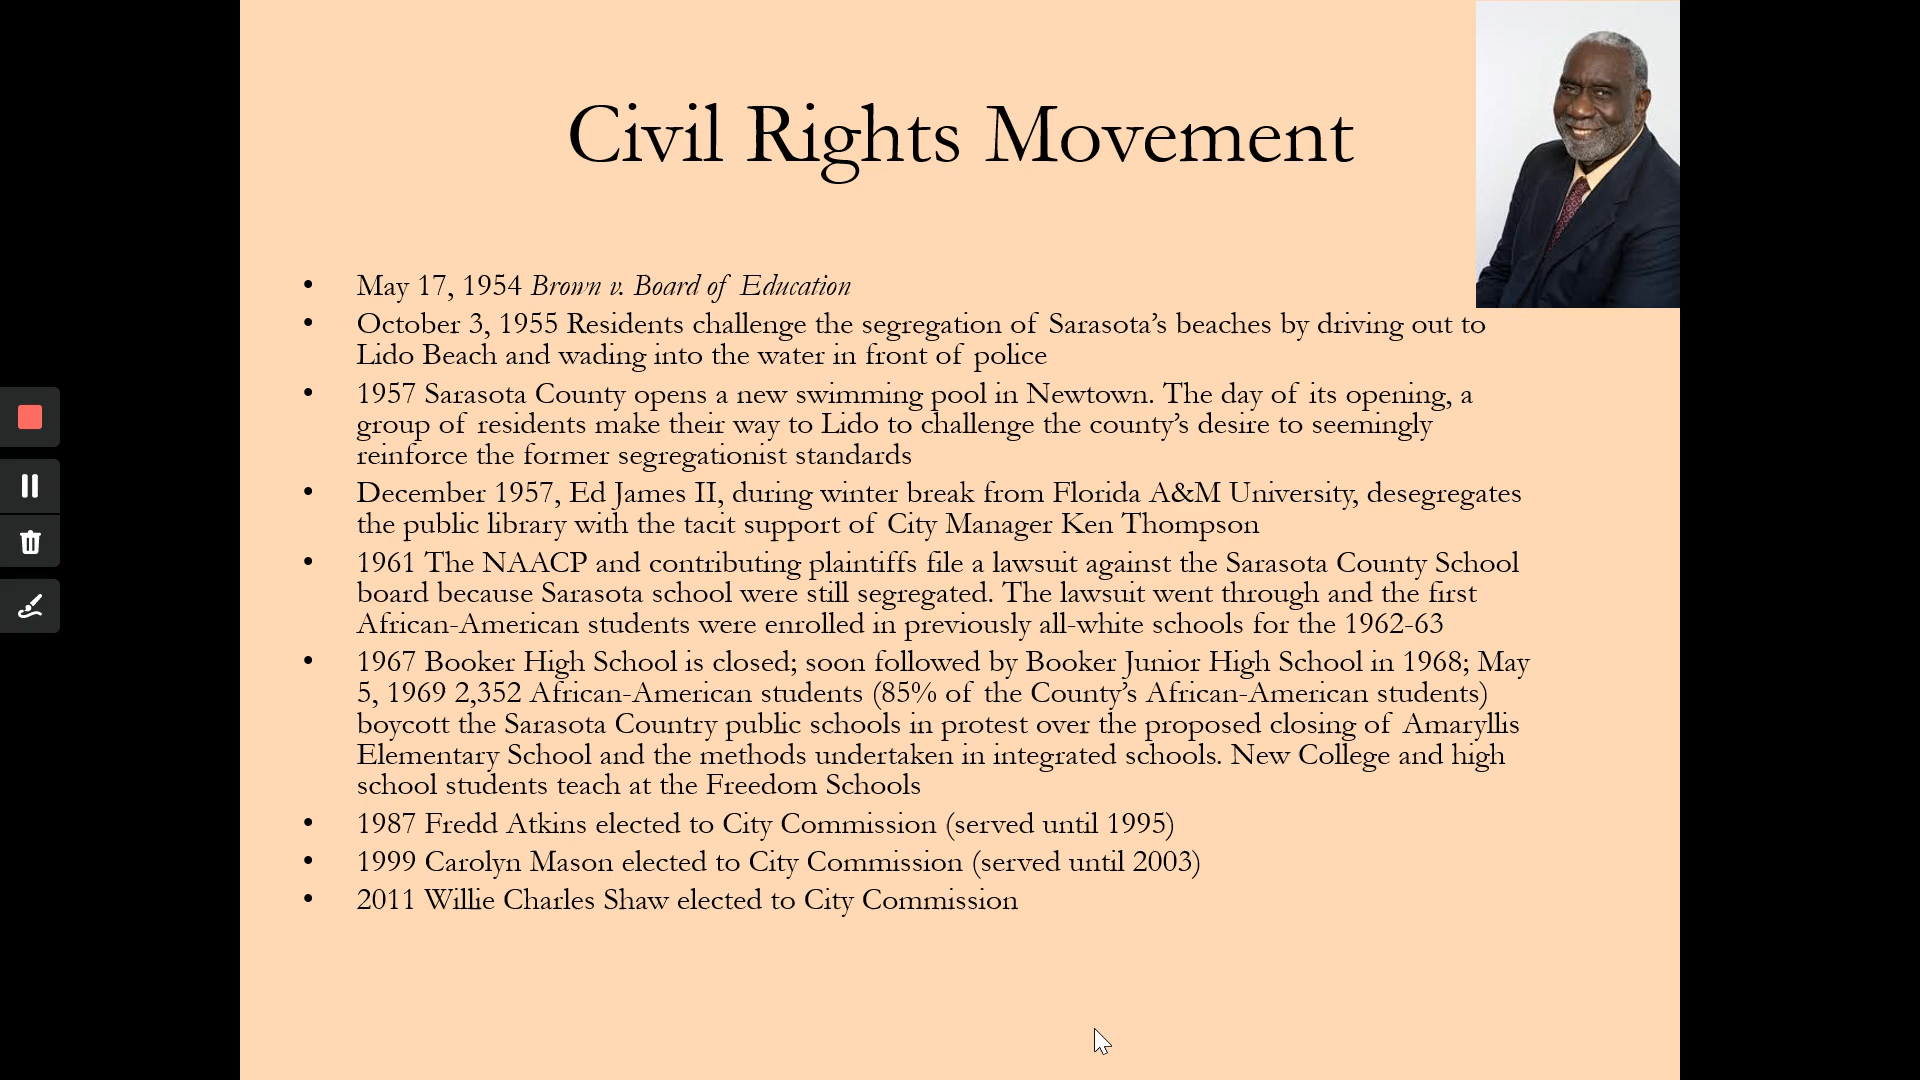 Civil Rights Movement
• May 17, 1954 Brown v. Board of Education
• October 3, 1955 Residents challenge the segregation of Sarasota’s beaches by driving out to
Lido Beach and wading into the water in front of police
• 1957 Sarasota County opens a new swimming pool in Newtown. The day of its opening, a
group of residents make their way to Lido to challenge the county’s desire to seemingly
reinforce the former segregationist standards
• December 1957, Ed James II, during winter break from Florida A&M University, desegregates
the public library with the tacit support of City Manager Ken Thompson
• 1961 The NAACP and contributing plaintiffs file a lawsuit against the Sarasota County School
board because Sarasota school were still segregated. The lawsuit went through and the first
African-American students were enrolled in previously all-white schools for the 1962-63
• 1967 Booker High School is closed; soon followed by Booker Junior High School in 1968; May
5, 1969 2,352 African-American students (85% of the County’s African-American students)
boycott the Sarasota Country public schools in protest over the proposed closing of Amaryllis
Elementary School and the methods undertaken in integrated schools. New College and high
school students teach at the Freedom Schools
• 1987 Fredd Atkins elected to City Commission (served until 1995)
• 1999 Carolyn Mason elected to City Commission (served until 2003)
• 2011 Willie Charles Shaw elected to City Commission